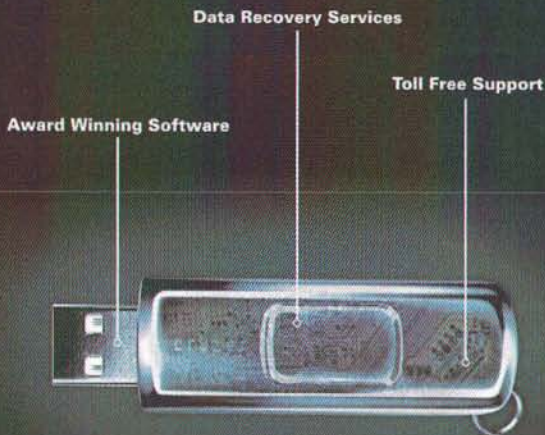 Data Recovery Services
Toll Free Support
Award Winning Software